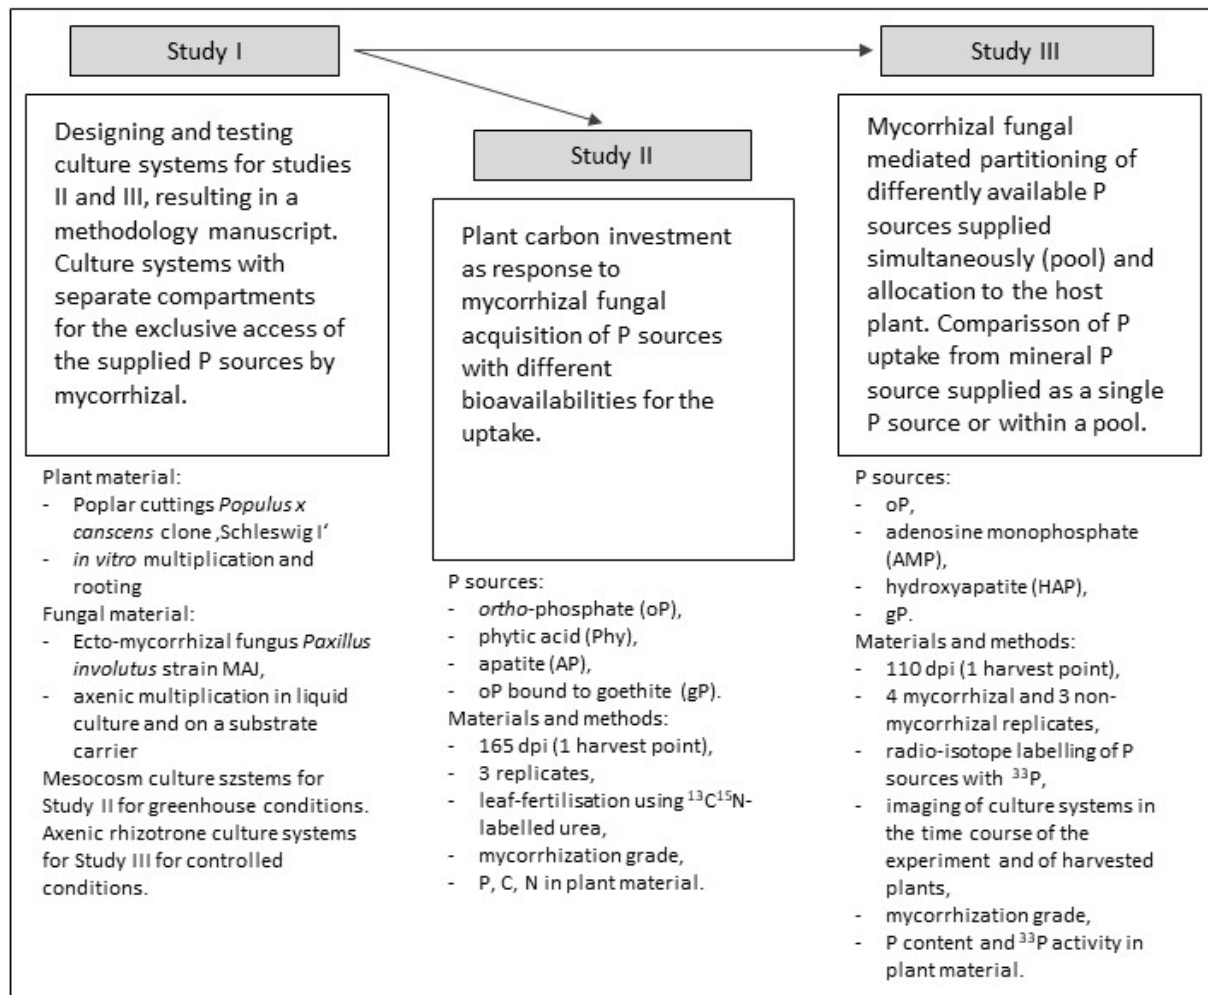 Study I
Designing and testing
culture systems for studies
II and III, resulting in a
methodology manuscript.
Culture systems with
separate compartments
for the exclusive access of
the supplied P sources by
mycorrhizal.
Plant material:
- Poplar cuttings Populus x
canscens clone ‚Schleswig I‘
- in vitro multiplication and
rooting
Fungal material:
- Ecto-mycorrhizal fungus Paxillus
involutus strain MAJ,
- axenic multiplication in liquid
culture and on a substrate
carrier
Mesocosm culture szstems for
Study II for greenhouse conditions.
Axenic rhizotrone culture systems
for Study III for controlled
conditions.
Study II
Plant carbon investment
as response to
mycorrhizal fungal
acquisition of P sources
with different
bioavailabilities for the
uptake.
P sources:
- ortho-phosphate (oP),
- phytic acid (Phy),
- apatite (AP),
- oP bound to goethite (gP).
Materials and methods:
- 165 dpi (1 harvest point),
- 3 replicates,
- leaf-fertilisation using ¹³C¹⁵N-
labelled urea,
- mycorrhization grade,
- P, C, N in plant material.
Study III
Mycorrhizal fungal
mediated partitioning of
differently available P
sources supplied
simultaneously (pool) and
allocation to the host
plant. Comparisson of P
uptake from mineral P
source supplied as a single
P source or within a pool.
P sources:
- oP,
- adenosine monophosphate
(AMP),
- hydroxyapatite (HAP),
- gP.
Materials and methods:
- 110 dpi (1 harvest point),
- 4 mycorrhizal and 3 non-
mycorrhizal replicates,
- radio-isotope labelling of P
sources with ³³P,
- imaging of culture systems in
the time course of the
experiment and of harvested
plants,
- mycorrhization grade,
- P content and ³³P activity in
plant material.